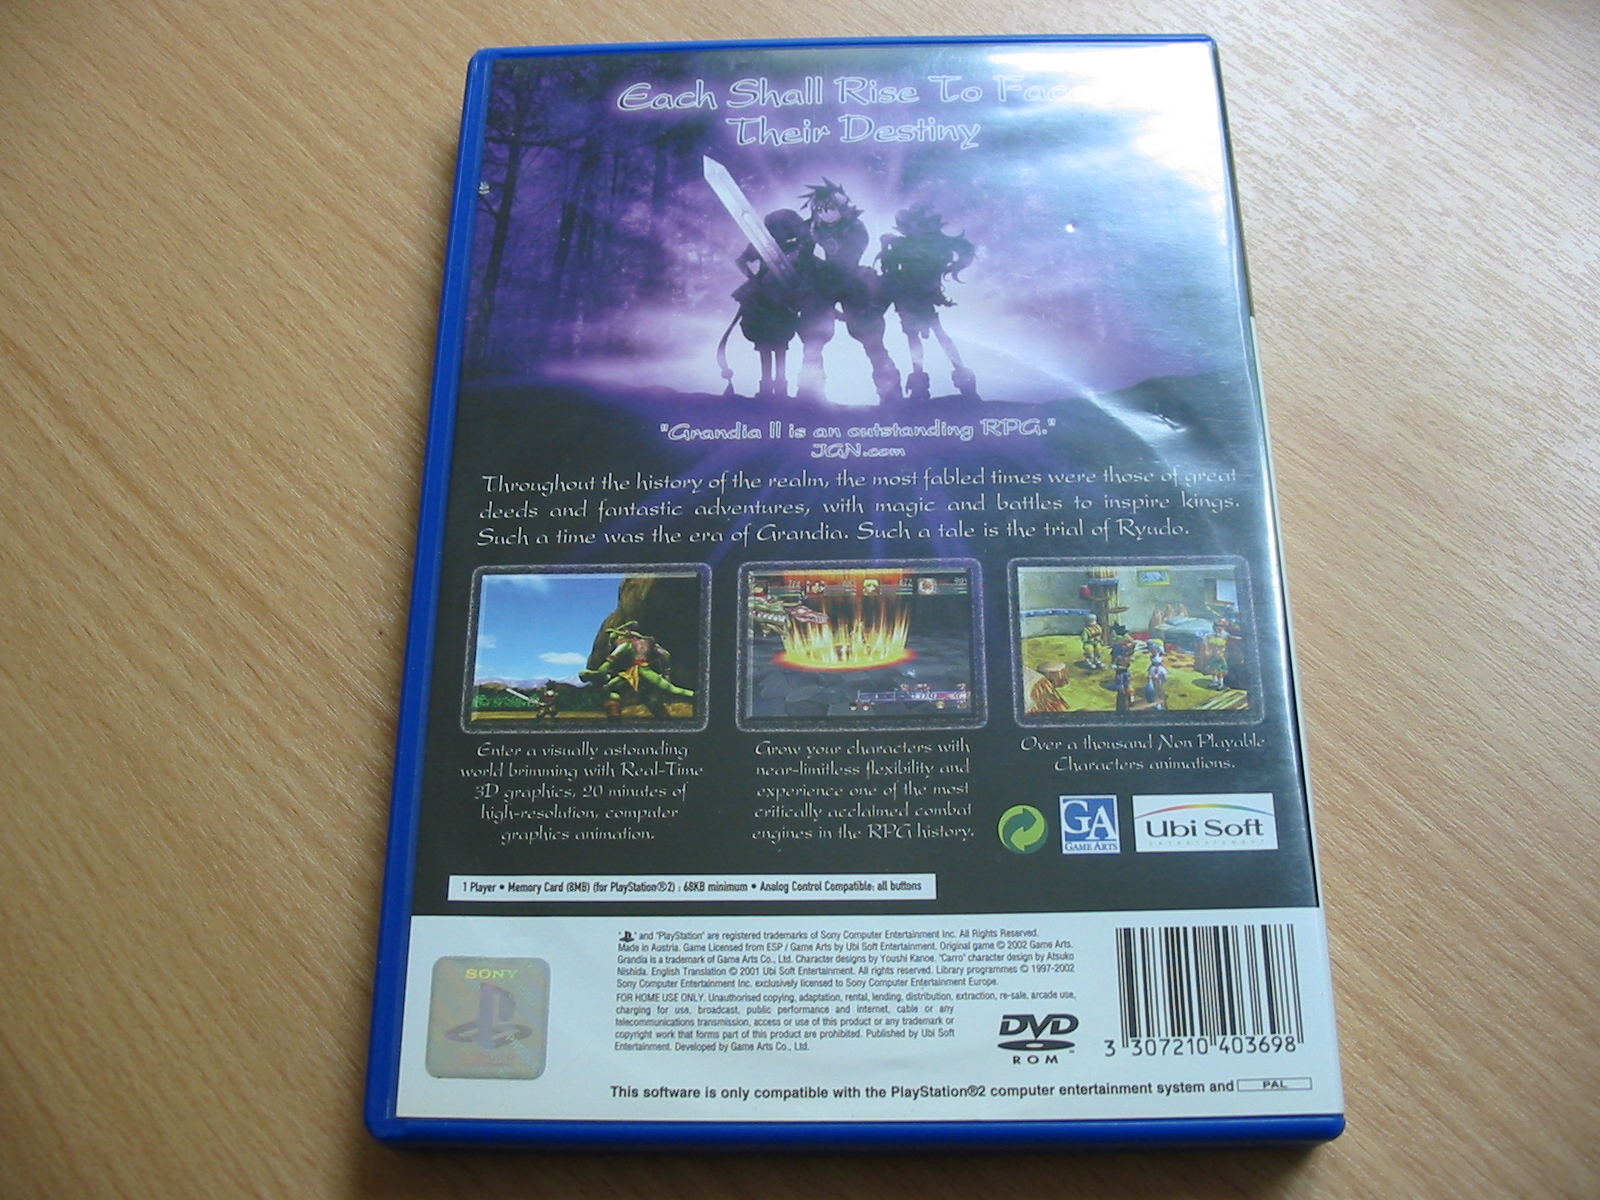 Each Shall Rise To Face
Their Destiny
"Grandia II is an outstanding RPG."
IGN.com
Throughout the history of the realm, the most fabled times were those of great
deeds and fantastic adventures, with magic and battles to inspire kings.
Such a time was the era of Grandia. Such a tale is the trial of Ryudo.
Enter a visually astounding
world brimming with Real-Time
3D graphics, 20 minutes of
high-resolution, computer
graphics animation.
Grow your characters with
near-limitless flexibility and
experience one of the most
critically acclaimed combat
engines in the RPG history.
Over a thousand Non Playable
Characters animations.
GA
GAME ARTS
Ubi Soft
ENTERTAINMENT
1 Player • Memory Card (8MB) (for PlayStation®2) : 68KB minimum • Analog Control Compatible: all buttons
SONY
" " and "PlayStation" are registered trademarks of Sony Computer Entertainment Inc. All Rights Reserved.
Made in Austria. Game Licensed from ESP / Game Arts by Ubi Soft Entertainment. Original game © 2002 Game Arts.
Grandia is a trademark of Game Arts Co., Ltd. Character designs by Youshi Kanoe. "Carro" character design by Atsuko
Nishida. English Translation © 2001 Ubi Soft Entertainment. All rights reserved. Library programmes © 1997-2002
Sony Computer Entertainment Inc. exclusively licensed to Sony Computer Entertainment Europe.
FOR HOME USE ONLY. Unauthorised copying, adaptation, rental, lending, distribution, extraction, re-sale, arcade use,
charging for use, broadcast, public performance and internet, cable or any
telecommunications transmission, access or use of this product or any trademark or
copyright work that forms part of this product are prohibited. Published by Ubi Soft
Entertainment. Developed by Game Arts Co., Ltd.
DVD
ROM
3 307210 403698
This software is only compatible with the PlayStation®2 computer entertainment system and PAL